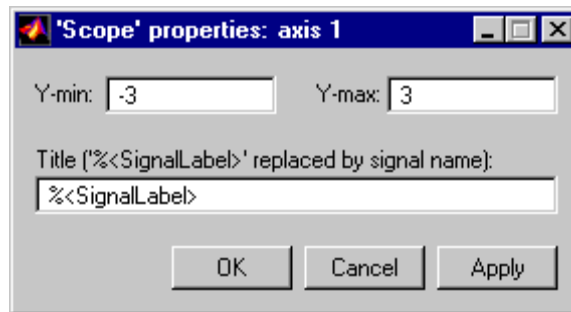 'Scope' properties: axis 1
Y-min: -3 Y-max: 3
Title ('%<SignalLabel>' replaced by signal name):
%<SignalLabel>
OK Cancel Apply